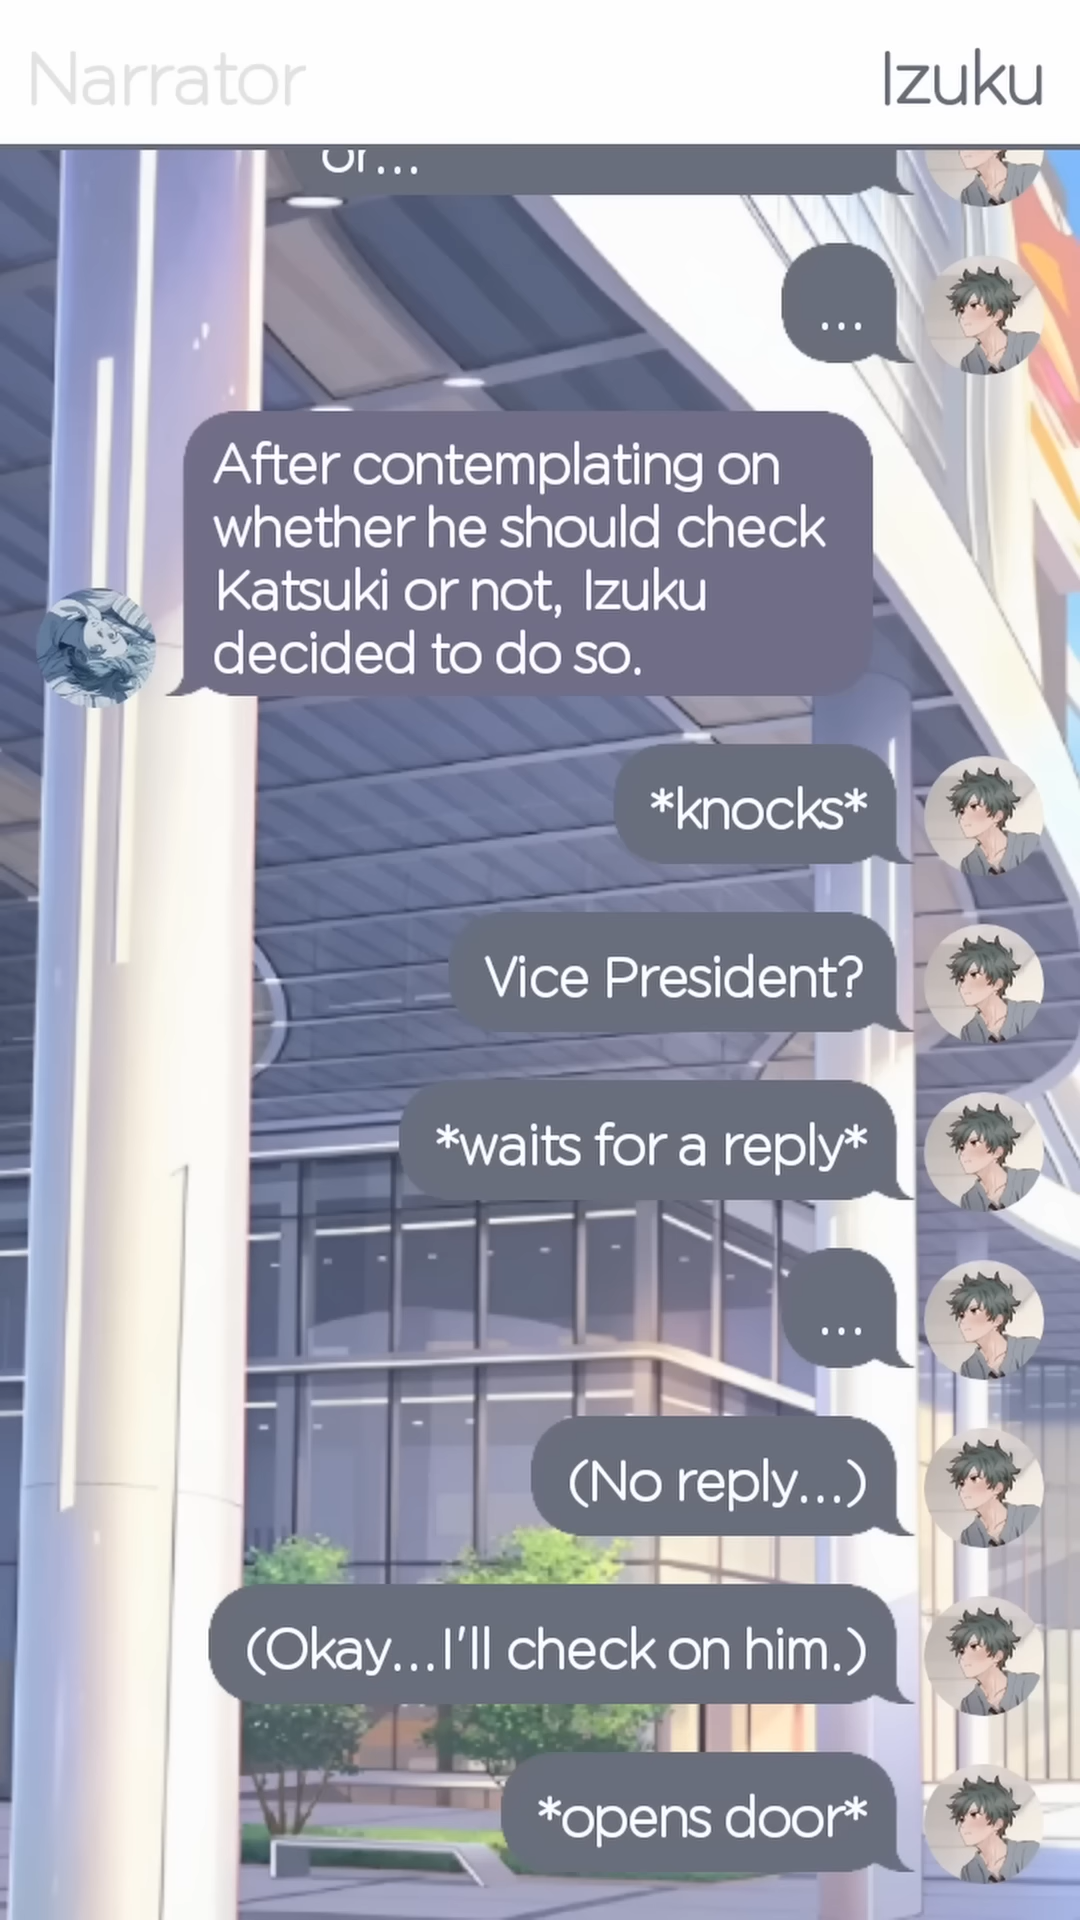 Narrator
Izuku
or...
...
After contemplating on
whether he should check
Katsuki or not, Izuku
decided to do so.
*knocks*
Vice President?
*waits for a reply*
...
(No reply...)
(Okay...I'll check on him.)
*opens door*